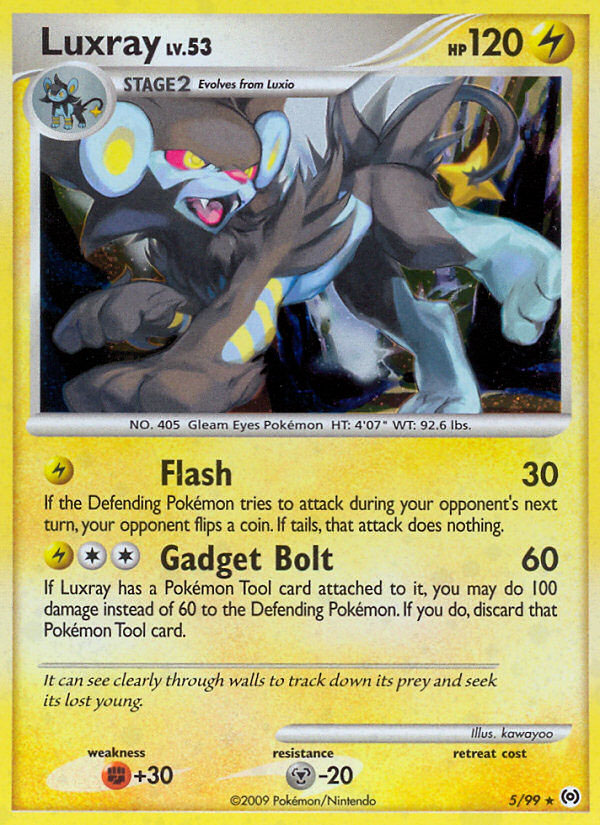 Luxray LV.53 HP120
STAGE2 Evolves from Luxio
NO. 405 Gleam Eyes Pokémon HT: 4'07" WT: 92.6 lbs.
Flash 30
If the Defending Pokémon tries to attack during your opponent's next
turn, your opponent flips a coin. If tails, that attack does nothing.
Gadget Bolt 60
If Luxray has a Pokémon Tool card attached to it, you may do 100
damage instead of 60 to the Defending Pokémon. If you do, discard that
Pokémon Tool card.
It can see clearly through walls to track down its prey and seek
its lost young.
Illus. kawayoo
weakness resistance retreat cost
+30 -20
©2009 Pokémon/Nintendo 5/99 ★